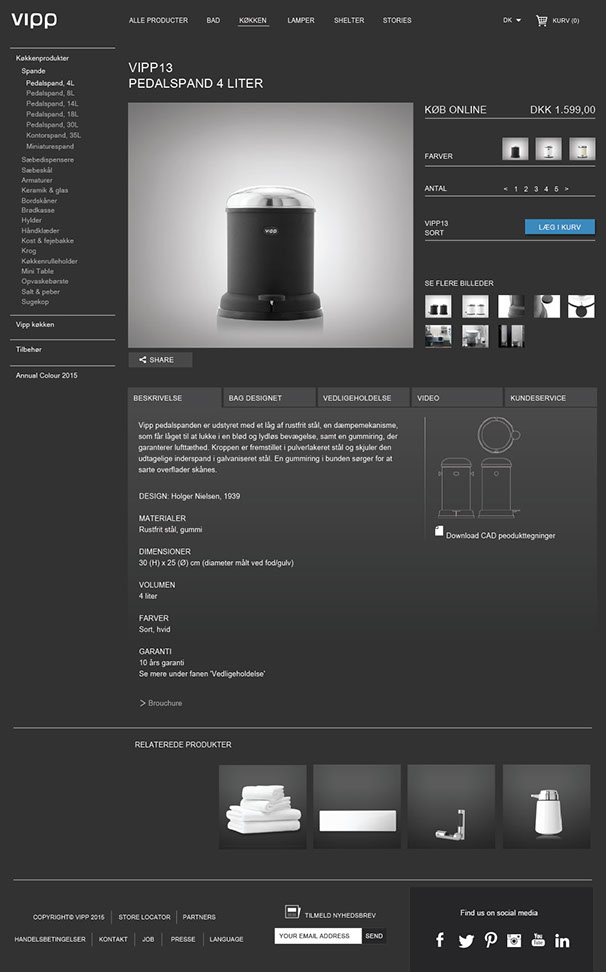 vipp
ALLE PRODUKTER BAD KØKKEN LAMPER SHELTER STORIES
DK KURV (0)
Køkkenprodukter
Spande
Pedalspand, 4L
Pedalspand, 8L
Pedalspand, 14L
Pedalspand, 18L
Pedalspand, 30L
Kontorspand, 35L
Miniaturespand
Sæbedispensere
Sæbeskål
Armaturer
Keramik & glas
Bordskåner
Brødkasse
Hylder
Håndklæder
Kost & fejebakke
Krog
Køkkenrulleholder
Mini Table
Opvaskebørste
Salt & peber
Sugekop
Vipp køkken
Tilbehør
Annual Colour 2015
VIPP13
PEDALSPAND 4 LITER
vipp
SHARE
KØB ONLINE DKK 1.599,00
FARVER
ANTAL < 1 2 3 4 5 >
VIPP13
SORT
LÆG I KURV
SE FLERE BILLEDER
BESKRIVELSE BAG DESIGNET VEDLIGEHOLDELSE VIDEO KUNDESERVICE
Vipp pedalspanden er udstyret med et låg af rustfrit stål, en dæmpemekanisme,
som får låget til at lukke i en blød og lydløs bevægelse, samt en gummiring, der
garanterer lufttæthed. Kroppen er fremstillet i pulverlakeret stål og skjuler den
udtagelige inderspand i galvaniseret stål. En gummiring i bunden sørger for at
sarte overflader skånes.
DESIGN: Holger Nielsen, 1939
MATERIALER
Rustfrit stål, gummi
DIMENSIONER
30 (H) x 25 (Ø) cm (diameter målt ved fod/gulv)
VOLUMEN
4 liter
FARVER
Sort, hvid
GARANTI
10 års garanti
Se mere under fanen 'Vedligeholdelse'
> Brouchure
Download CAD peodukttegninger
RELATEREDE PRODUKTER
COPYRIGHT© VIPP 2015 STORE LOCATOR PARTNERS
HANDELSBETINGELSER KONTAKT JOB PRESSE LANGUAGE
TILMELD NYHEDSBREV
YOUR EMAIL ADDRESS SEND
Find us on social media
You
Tube